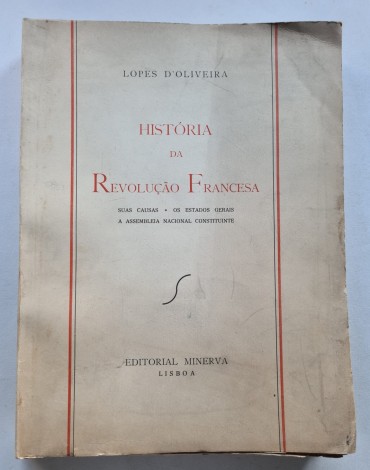 LOPES D'OLIVEIRA
HISTÓRIA
DA
REVOLUÇÃO FRANCESA
SUAS CAUSAS • OS ESTADOS GERAIS
A ASSEMBLEIA NACIONAL CONSTITUINTE
EDITORIAL MINERVA
LISBOA